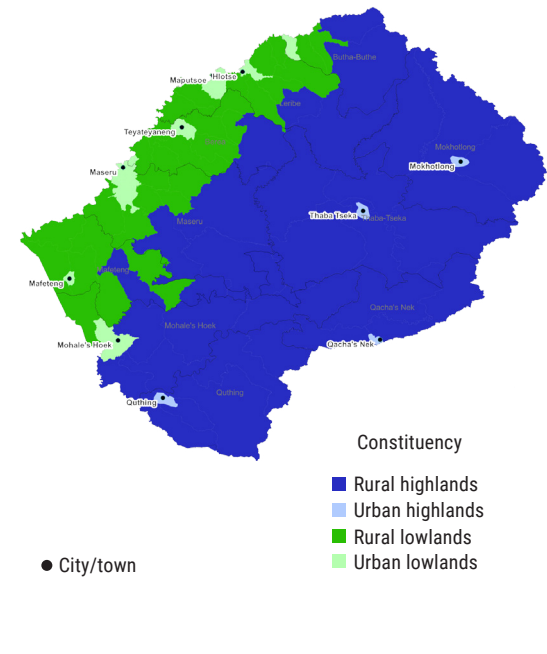 Butha-Buthe
Maputsoe
Hlotse
Leribe
Teyateyaneng
Mokhotlong
Mokhotlong
Maseru
Thaba Tseka
aba-Tseka
Maseru
Mafeteng
Mafeteng
Qacha's Nek
Mohale's Hoek
Mohale's Hoek
Qacha's Nek
Quthing
Quthing
Constituency
Rural highlands
Urban highlands
Rural lowlands
Urban lowlands
City/town